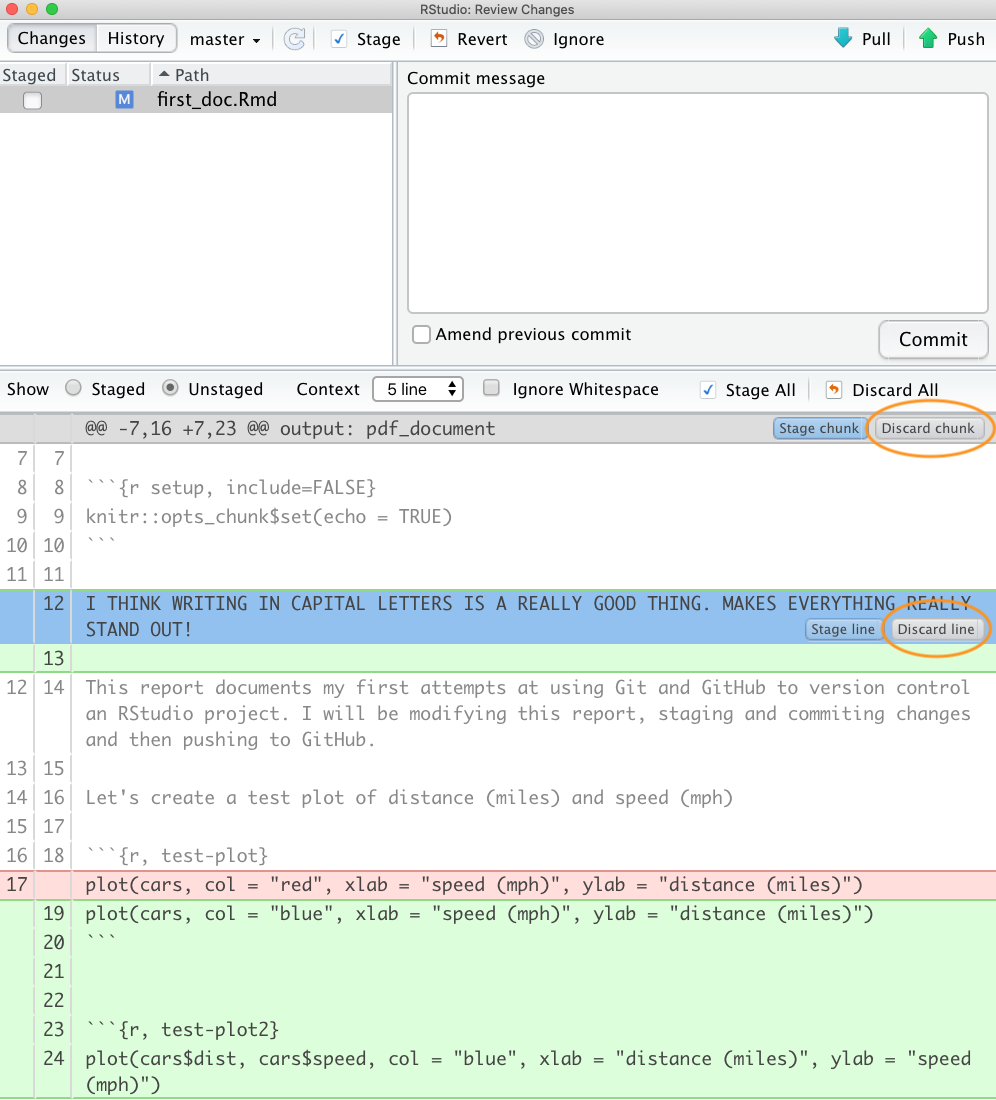 RStudio: Review Changes
Changes History master Stage Revert Ignore Pull Push
Staged Status Path
M first_doc.Rmd
Commit message
Amend previous commit
Commit
Show Staged Unstaged Context 5 line Ignore Whitespace Stage All Discard All
@@ -7,16 +7,23 @@ output: pdf_document Stage chunk Discard chunk
7 7
8 8 ```{r setup, include=FALSE}
9 9 knitr::opts_chunk$set(echo = TRUE)
10 10 ```
11 11
12 I THINK WRITING IN CAPITAL LETTERS IS A REALLY GOOD THING. MAKES EVERYTHING REALLY
STAND OUT! Stage line Discard line
13
12 14 This report documents my first attempts at using Git and GitHub to version control
an RStudio project. I will be modifying this report, staging and commiting changes
and then pushing to GitHub.
13 15
14 16 Let's create a test plot of distance (miles) and speed (mph)
15 17
16 18 ```{r, test-plot}
17 plot(cars, col = "red", xlab = "speed (mph)", ylab = "distance (miles)")
19 plot(cars, col = "blue", xlab = "speed (mph)", ylab = "distance (miles)")
20 ```
21
22
23 ```{r, test-plot2}
24 plot(cars$dist, cars$speed, col = "blue", xlab = "distance (miles)", ylab = "speed
(mph)")